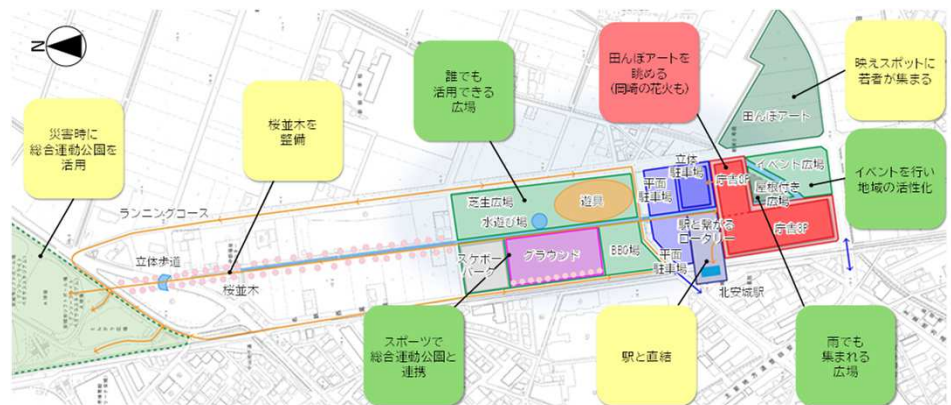 N
災害時に
総合運動公園を
活用
桜並木を
整備
誰でも
活用できる
広場
田んぼアートを
眺める
(岡崎の花火も)
映えスポットに
若者が集まる
田んぼアート
イベントを行い
地域の活性化
ランニングコース
立体歩道
桜並木
芝生広場
遊具
水遊び場
スケボー
パーク
グラウンド
BBG場
平面
駐車場
立体
駐車場
平面
駐車場
駅と繋がる
ロータリー
北安城駅
イベント広場
屋根付き
広場
庁舎3F
スポーツで
総合運動公園と
連携
駅と直結
雨でも
集まれる
広場